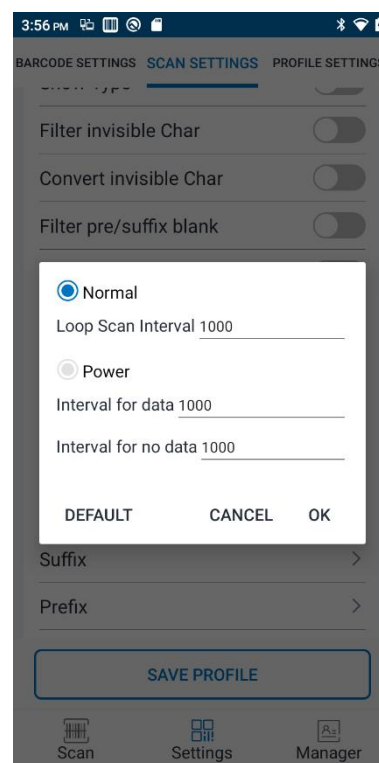 3:56 PM
BARCODE SETTINGS SCAN SETTINGS PROFILE SETTINGS
Filter invisible Char
Convert invisible Char
Filter pre/suffix blank
Normal
Loop Scan Interval 1000
Power
Interval for data 1000
Interval for no data 1000
DEFAULT CANCEL OK
Suffix
Prefix
SAVE PROFILE
Scan Settings Manager